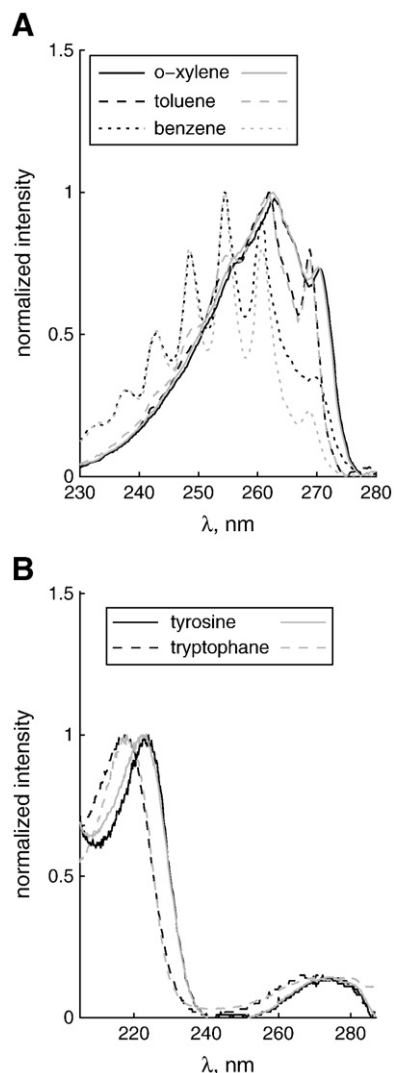 A
1.5
o-xylene
toluene
benzene
1
normalized intensity
0.5
0
230 240 250 260 270 280
λ, nm
B
1.5
tyrosine
tryptophane
1
normalized intensity
0.5
0
220 240 260 280
λ, nm